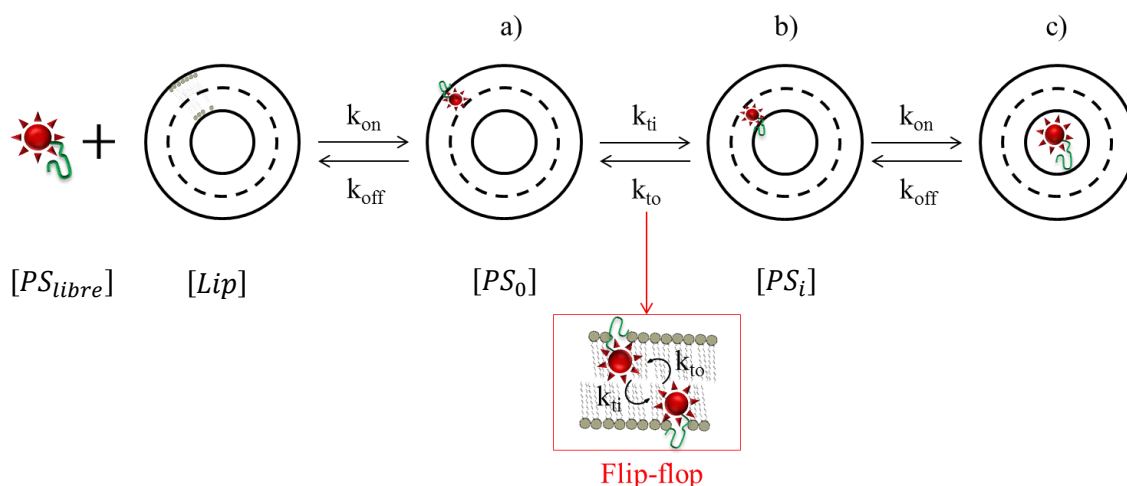 a) b) c)
+ k_on k_ti k_on
k_off k_to k_off
[PS_libre] [Lip] [PS_0] [PS_i]
k_to
k_ti
Flip-flop